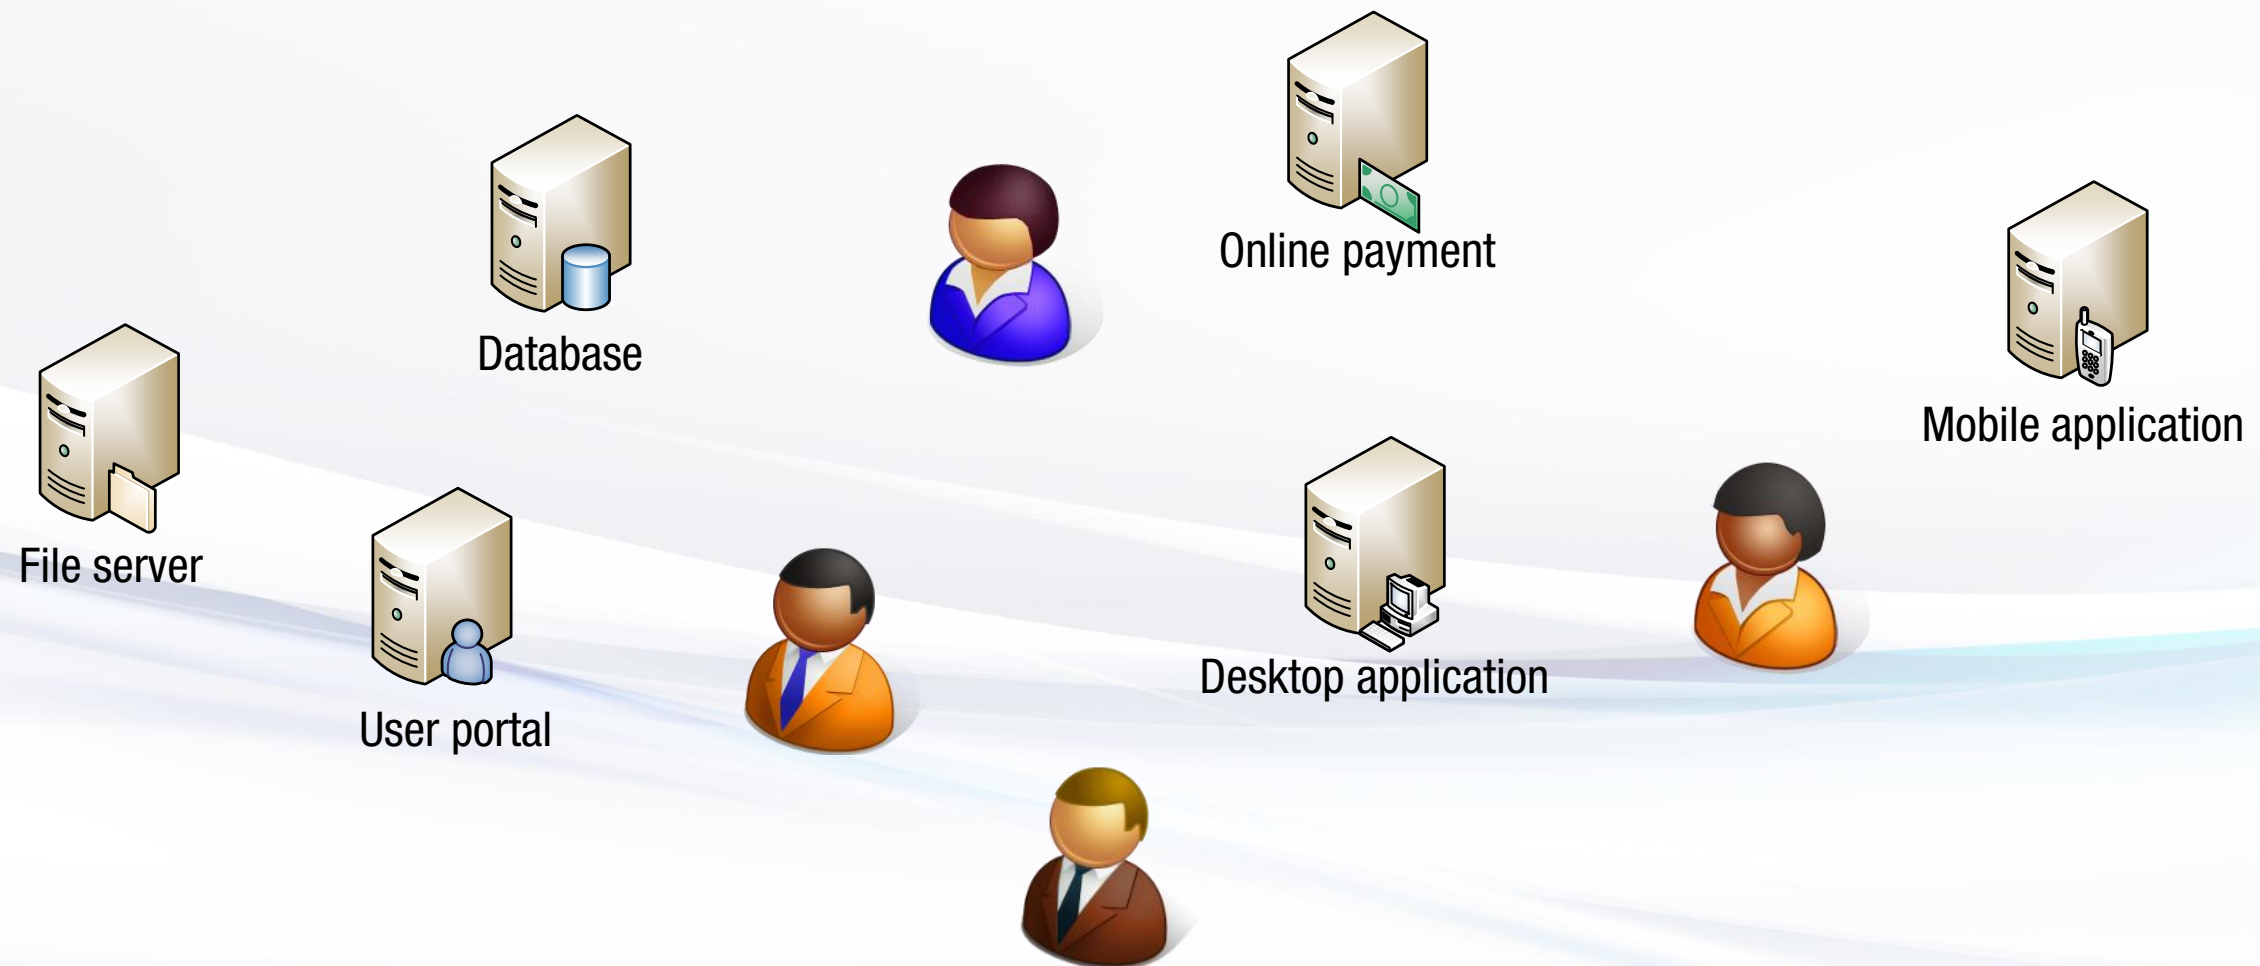 Online payment
Database
Mobile application
File server
Desktop application
User portal